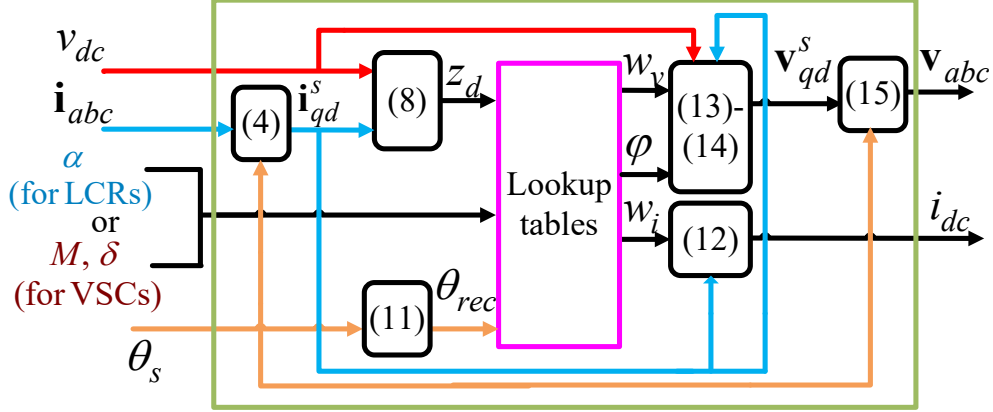 v_dc
i_abc
α
(for LCRs)
or
M, δ
(for VSCs)
θ_s
(4)
i^s_qd
(8)
z_d
(11)
θ_rec
Lookup
tables
w_v
φ
w_i
(13)-
(14)
(12)
v^s_qd
(15)
v_abc
i_dc